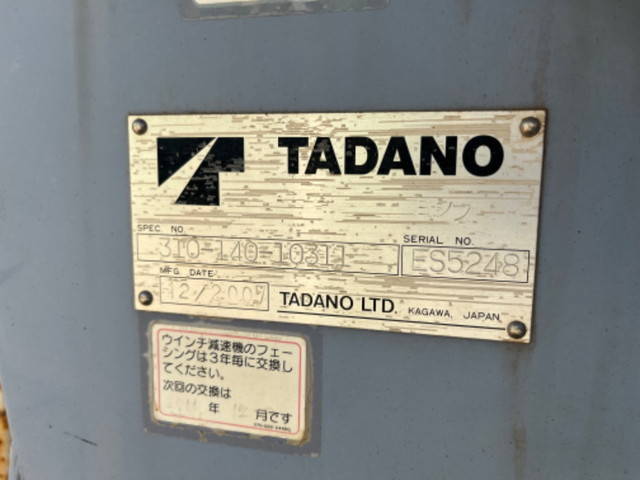 TADANO
SPEC NO.
310-140-10311
SERIAL NO.
ES5248
MFG DATE.
12/2007
TADANO LTD. KAGAWA, JAPAN
ウインチ減速機のフェー
シングは3年毎に交換し
てください。
次回の交換は
年 12 月です